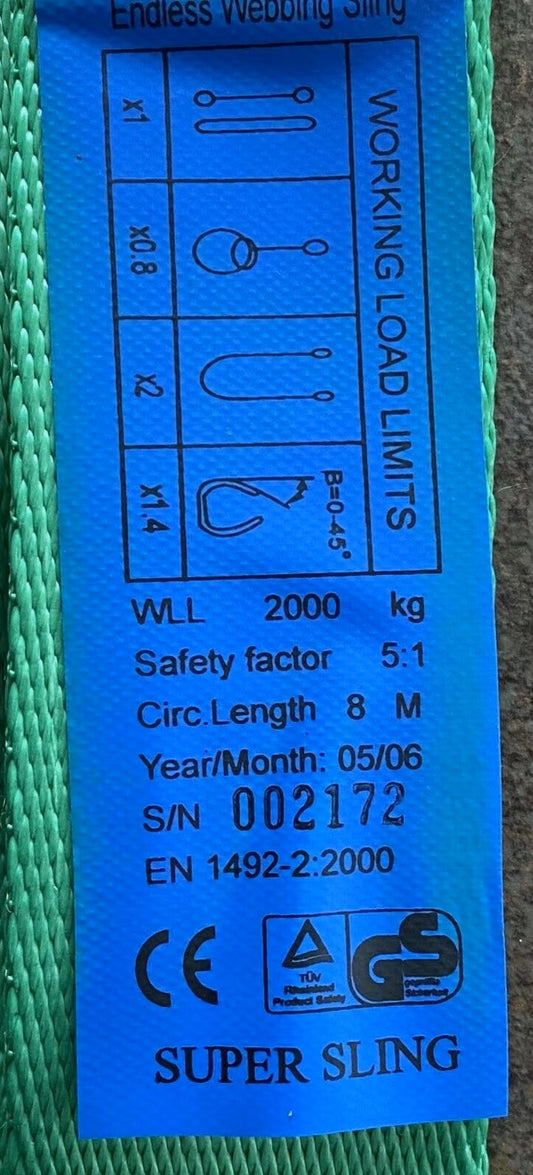 Endless Webbing Sling
WORKING LOAD LIMITS
x1
x0.8
x2
x1.4
β=0-45°
WLL 2000 kg
Safety factor 5:1
Circ.Length 8 M
Year/Month: 05/06
S/N 002172
EN 1492-2:2000
CE
TÜV
Rheinland
Product Safety
GS
geprüfte
Sicherheit
SUPER SLING